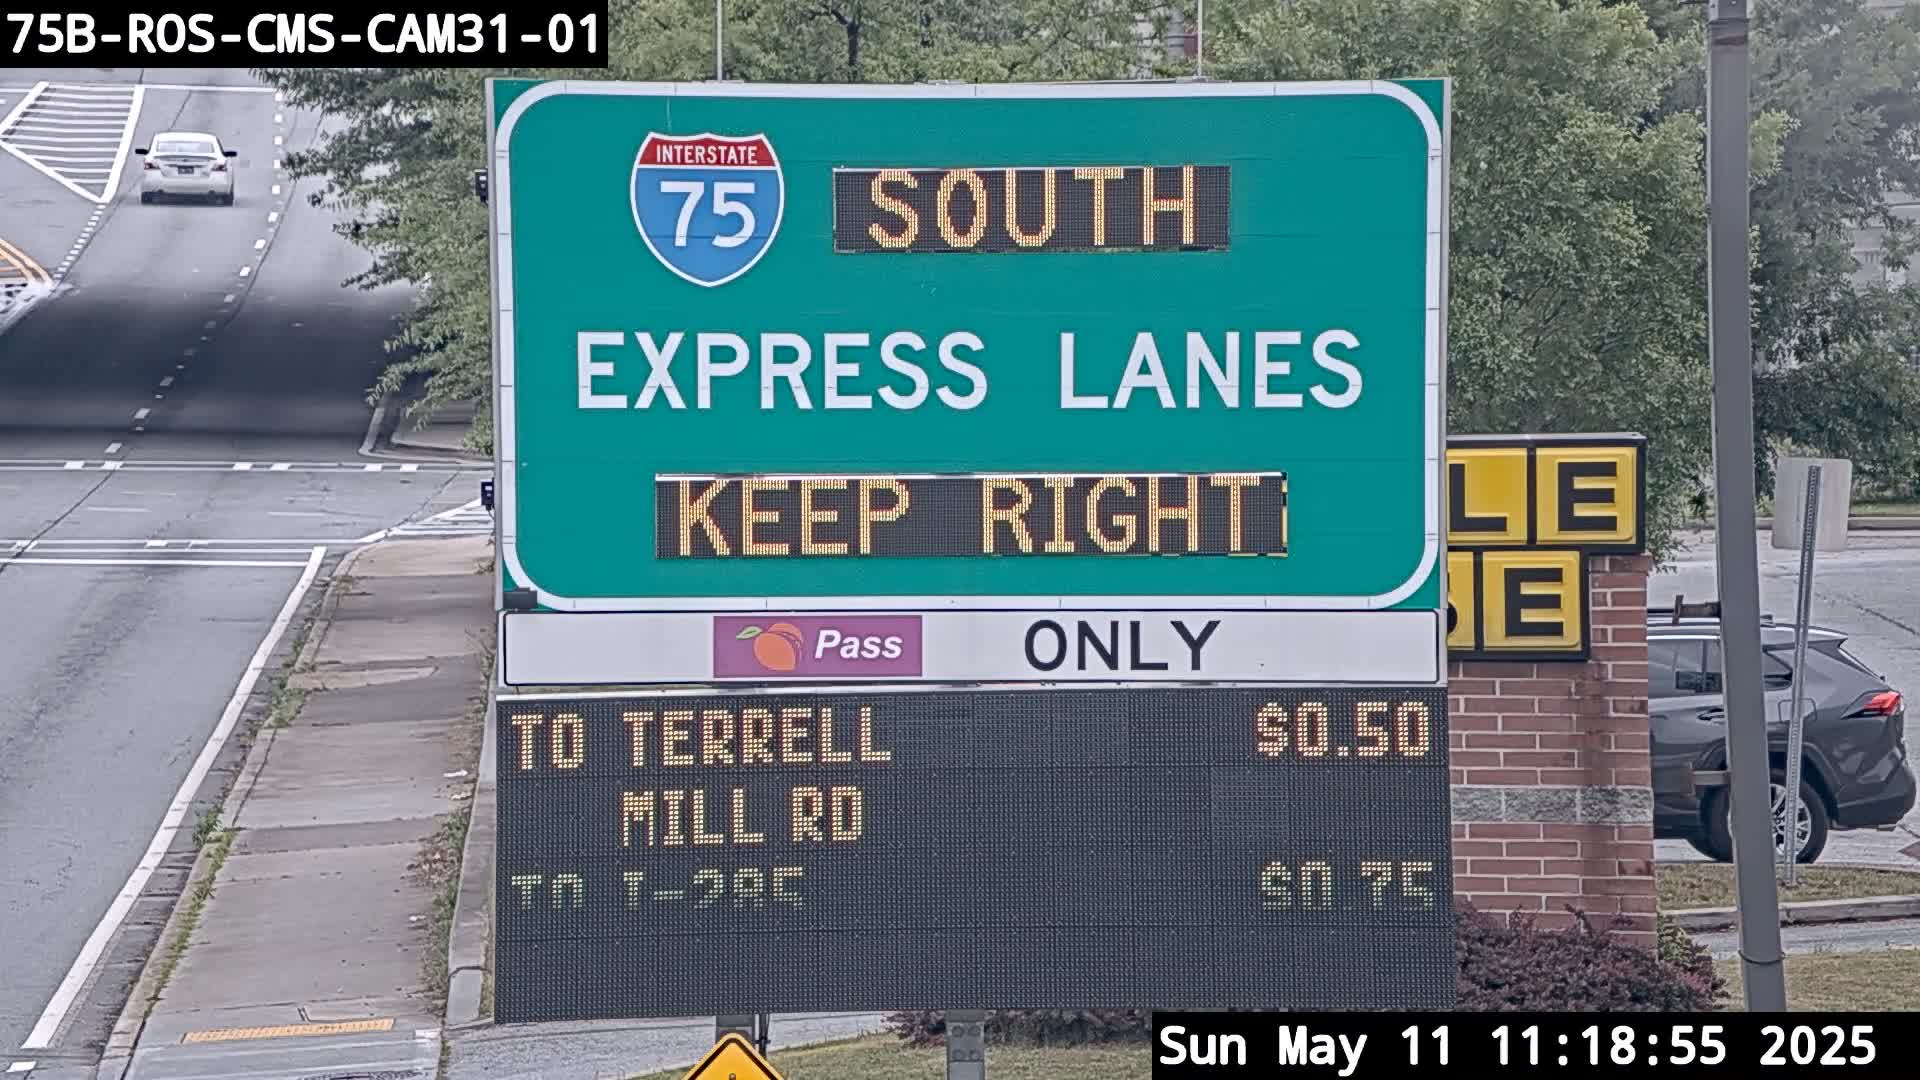 75B-ROS-CMS-CAM31-01
INTERSTATE
75
SOUTH
EXPRESS LANES
KEEP RIGHT
Pass ONLY
TO TERRELL $0.50
MILL RD
TO I-285 $0.75
LE
E
Sun May 11 11:18:55 2025